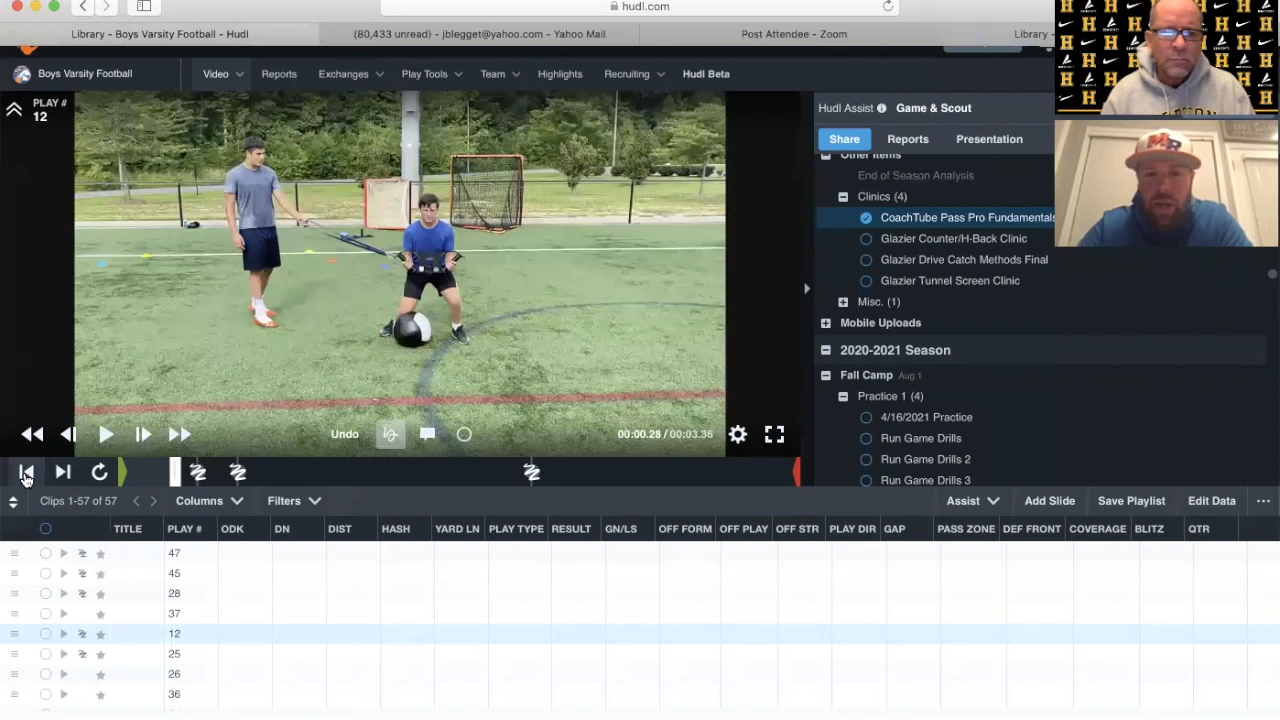 hudl.com
Library - Boys Varsity Football - Hudl
(80,433 unread) - jblegget@yahoo.com - Yahoo Mail
Post Attendee - Zoom
Library -
Boys Varsity Football
Video
Reports
Exchanges
Play Tools
Team
Highlights
Recruiting
Hudl Beta
PLAY #
12
Hudl Assist
Game & Scout
Share
Reports
Presentation
Other Items
End of Season Analysis
Clinics (4)
CoachTube Pass Pro Fundamentals
Glazier Counter/H-Back Clinic
Glazier Drive Catch Methods Final
Glazier Tunnel Screen Clinic
Misc. (1)
Mobile Uploads
2020-2021 Season
Fall Camp Aug 1
Practice 1 (4)
4/16/2021 Practice
Run Game Drills
Run Game Drills 2
Run Game Drills 3
Undo
00:00.28 / 00:03.36
Clips 1-57 of 57
Columns
Filters
Assist
Add Slide
Save Playlist
Edit Data
TITLE PLAY # ODK DN DIST HASH YARD LN PLAY TYPE RESULT GN/LS OFF FORM OFF PLAY OFF STR PLAY DIR GAP PASS ZONE DEF FRONT COVERAGE BLITZ QTR
47
45
28
37
12
25
26
36